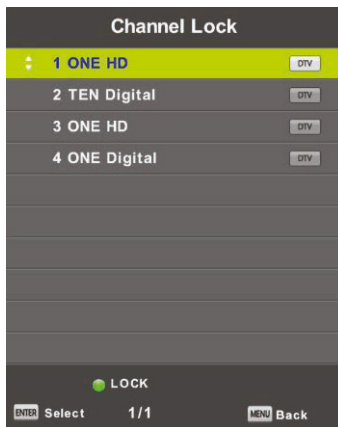 Channel Lock
1 ONE HD DTV
2 TEN Digital DTV
3 ONE HD DTV
4 ONE Digital DTV
LOCK
ENTER Select 1/1 MENU Back